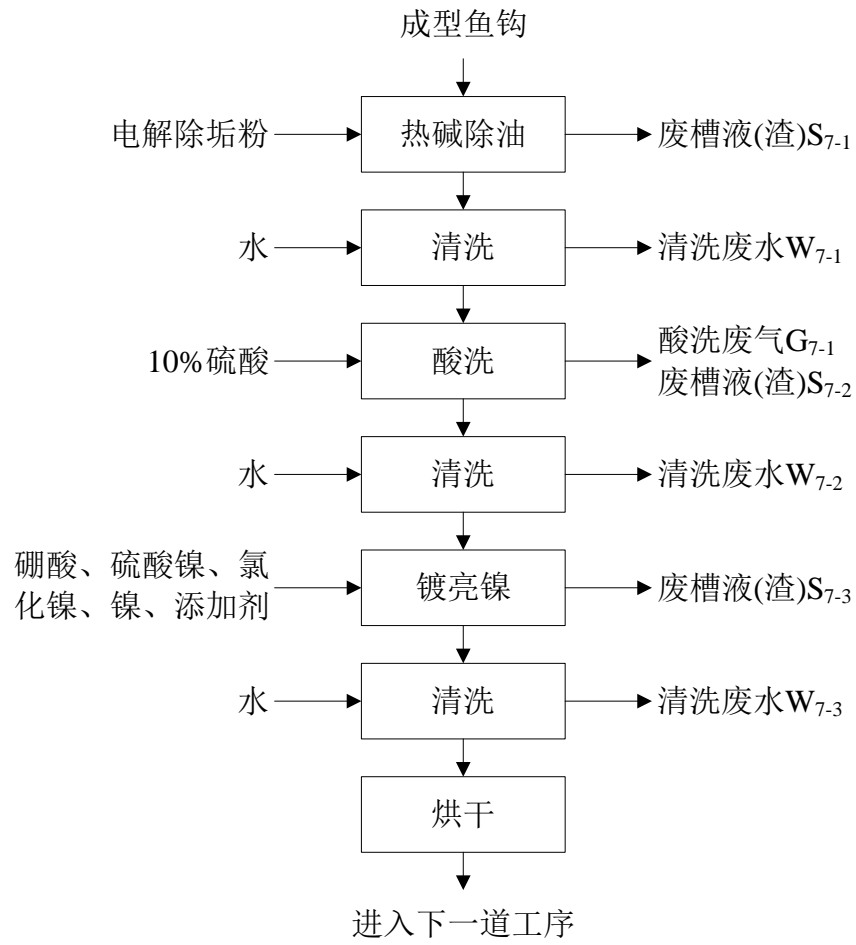 成型鱼钩
电解除垢粉
热碱除油
废槽液(渣)S7-1
水
清洗
清洗废水W7-1
10%硫酸
酸洗
酸洗废气G7-1
废槽液(渣)S7-2
水
清洗
清洗废水W7-2
硼酸、硫酸镍、氯
化镍、镍、添加剂
镀亮镍
废槽液(渣)S7-3
水
清洗
清洗废水W7-3
烘干
进入下一道工序